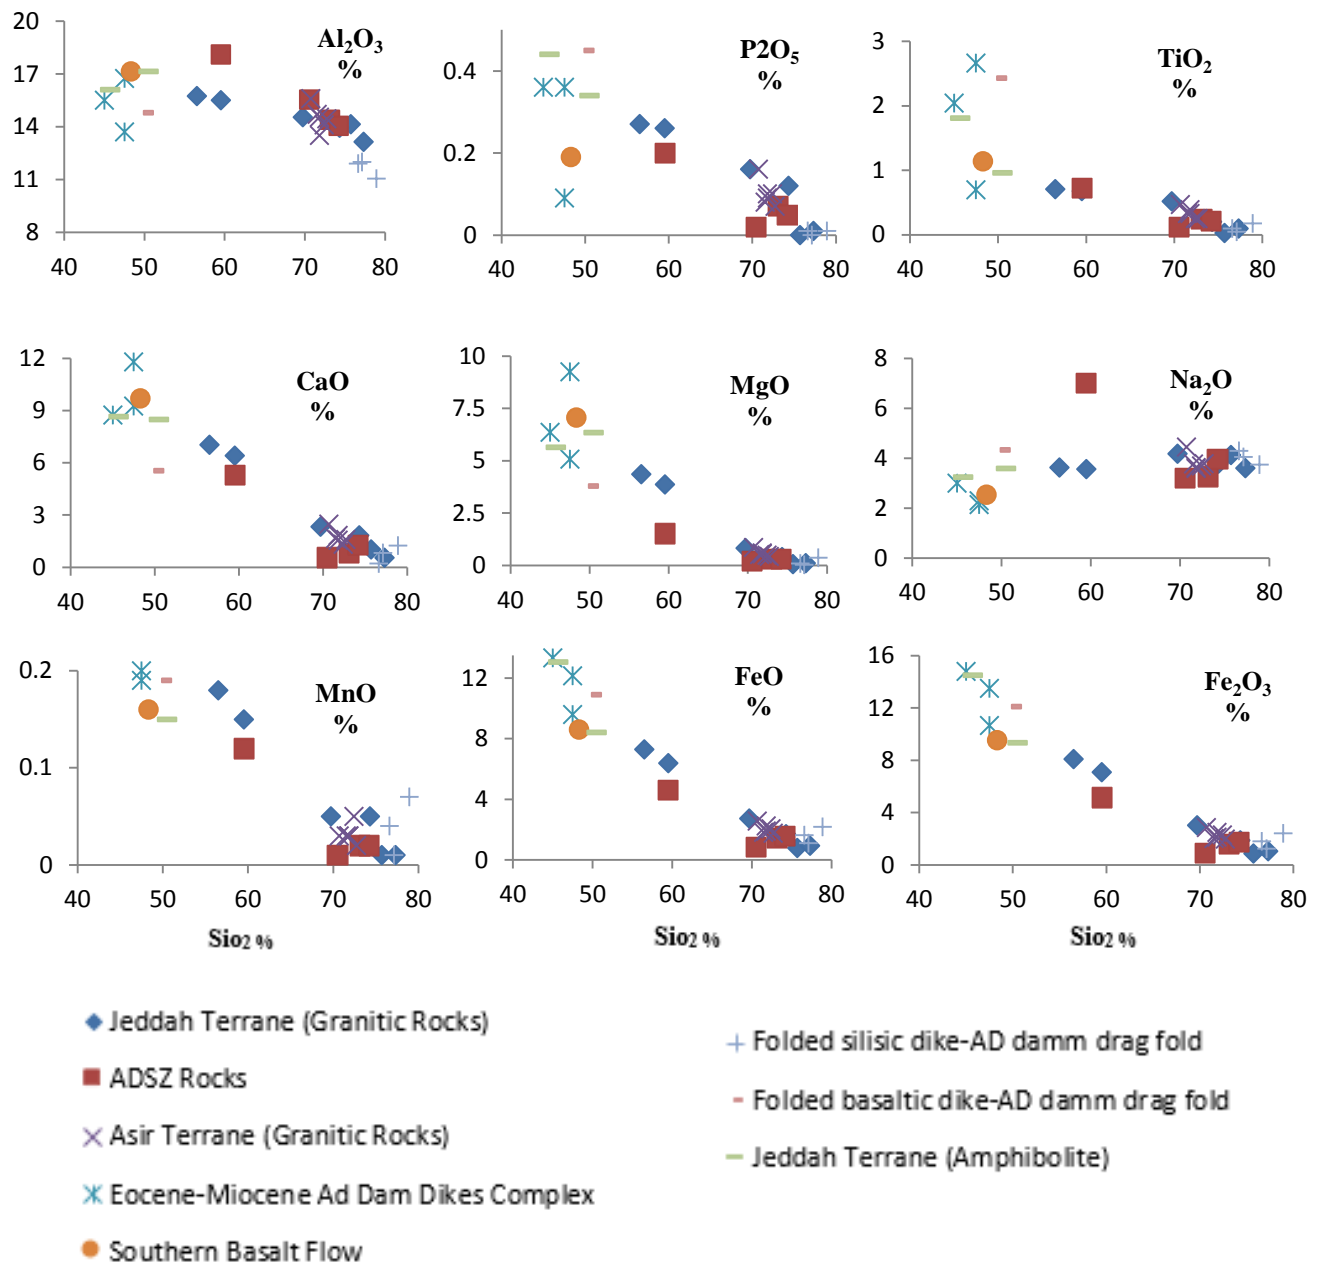 20
17
14
11
8
40 50 60 70 80
Al₂O₃
%
0.4
0.2
0
40 50 60 70 80
P2O₅
%
3
2
1
0
40 50 60 70 80
TiO₂
%
12
9
6
3
0
40 50 60 70 80
CaO
%
10
7.5
5
2.5
0
40 50 60 70 80
MgO
%
8
6
4
2
0
40 50 60 70 80
Na₂O
%
0.2
0.1
0
40 50 60 70 80
MnO
%
Sio₂ %
12
8
4
0
40 50 60 70 80
FeO
%
Sio₂ %
16
12
8
4
0
40 50 60 70 80
Fe₂O₃
%
Sio₂ %
Jeddah Terrane (Granitic Rocks)
ADSZ Rocks
Asir Terrane (Granitic Rocks)
Eocene-Miocene Ad Dam Dikes Complex
Southern Basalt Flow
Folded silisic dike-AD damm drag fold
Folded basaltic dike-AD damm drag fold
Jeddah Terrane (Amphibolite)